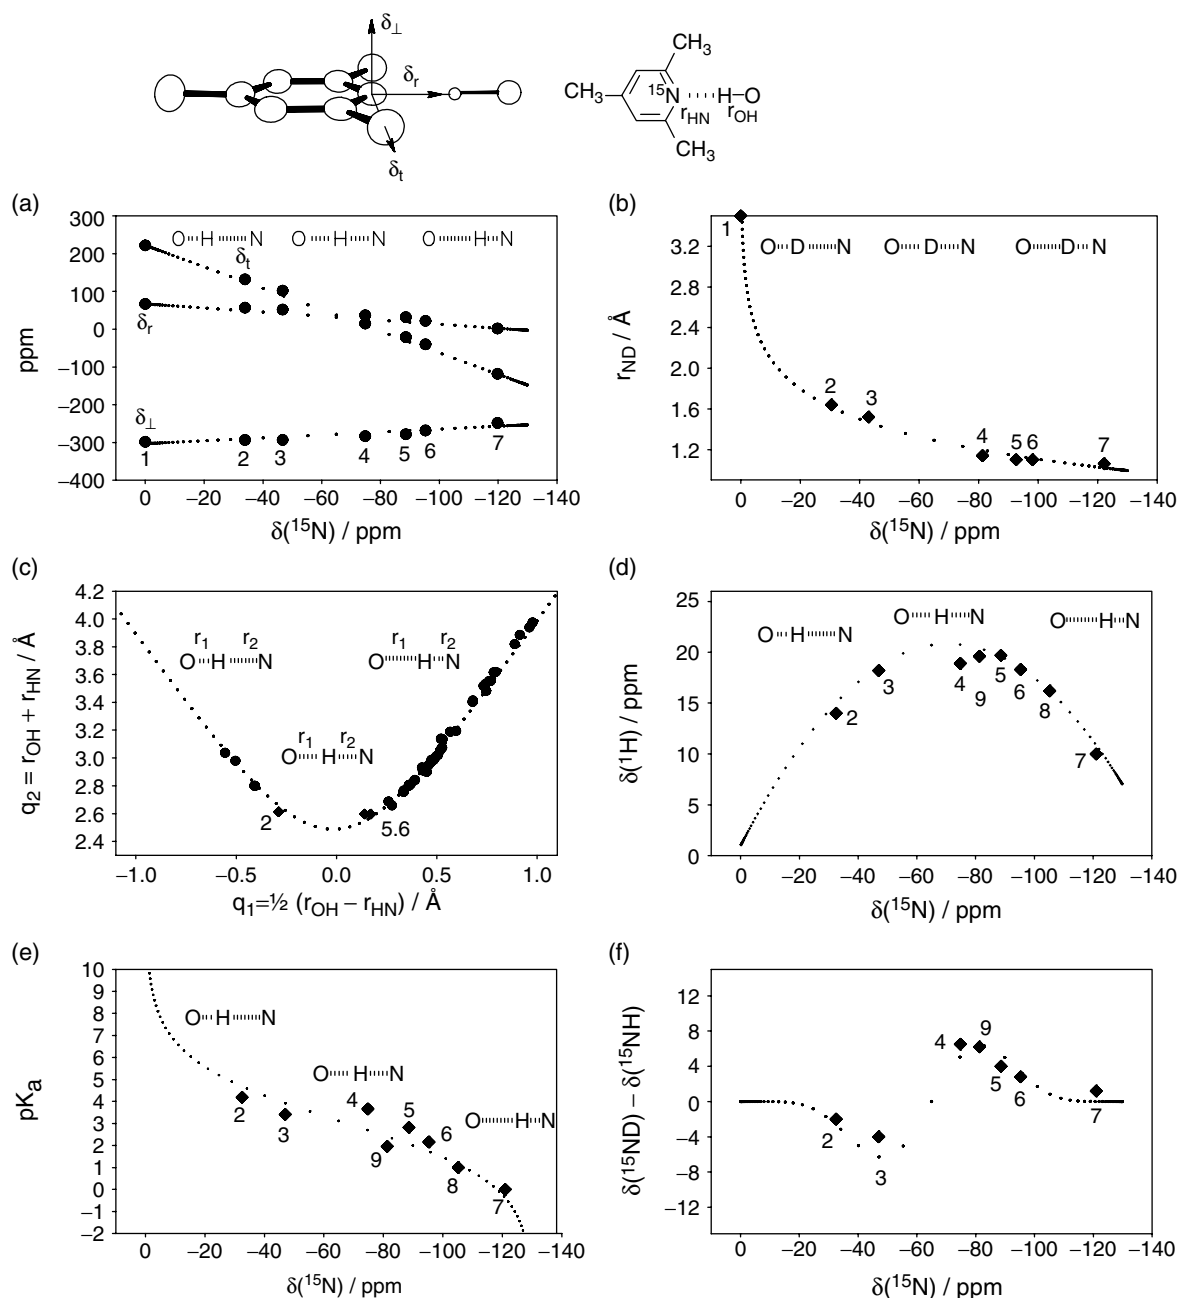 δ⊥
δr
δt
CH3
CH3
15N H–O
rHN rOH
CH3
(a)
300
200
100
0
−100
−200
−300
−400
ppm
O H N O H N O H N
δt
δr
δ⊥
1 2 3 4 5 6 7
0 −20 −40 −60 −80 −100 −120 −140
δ(15N) / ppm
(b)
3.2
2.8
2.4
2.0
1.6
1.2
rND / Å
O D N O D N O D N
1 2 3 4 5 6 7
0 −20 −40 −60 −80 −100 −120 −140
δ(15N) / ppm
(c)
4.2
4.0
3.8
3.6
3.4
3.2
3.0
2.8
2.6
2.4
q2 = rOH + rHN / Å
r1 r2 r1 r2
O H N O H N
r1 r2
O H N
2 5.6
−1.0 −0.5 0.0 0.5 1.0
q1=½ (rOH − rHN) / Å
(d)
25
20
15
10
5
0
δ(1H) / ppm
O H N O H N O H N
2 3 4 9 5 6 8 7
0 −20 −40 −60 −80 −100 −120 −140
δ(15N) / ppm
(e)
10
9
8
7
6
5
4
3
2
1
0
−1
−2
pKa
O H N
O H N
O H N
2 3 4 9 5 6 8 7
0 −20 −40 −60 −80 −100 −120 −140
δ(15N) / ppm
(f)
12
8
4
0
−4
−8
−12
δ(15ND) − δ(15NH)
2 3 4 9 5 6 7
0 −20 −40 −60 −80 −100 −120 −140
δ(15N) / ppm